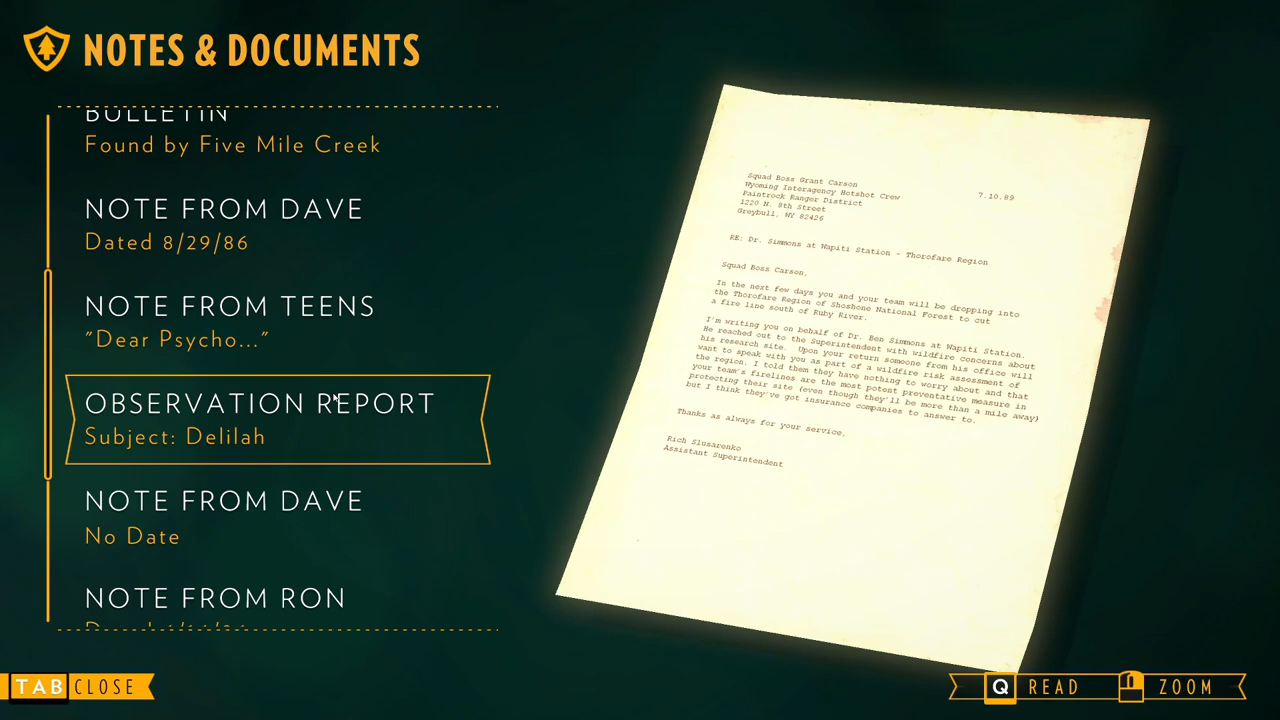 NOTES & DOCUMENTS
BULLETIN
Found by Five Mile Creek
NOTE FROM DAVE
Dated 8/29/86
NOTE FROM TEENS
"Dear Psycho..."
OBSERVATION REPORT
Subject: Delilah
NOTE FROM DAVE
No Date
NOTE FROM RON
TAB CLOSE
Squad Boss Grant Carson
Wyoming Interagency Hotshot Crew
Paintrock Ranger District
1220 N. 8th Street
Greybull, WY 82426
7.10.89
RE: Dr. Simmons at Wapiti Station - Thorofare Region
Squad Boss Carson,
In the next few days you and your team will be dropping into
the Thorofare Region of Shoshone National Forest to cut
a fire line south of Ruby River.
I'm writing you on behalf of Dr. Ben Simmons at Wapiti Station.
He reached out to the Superintendent with wildfire concerns about
his research site. Upon your return someone from his office will
want to speak with you as part of a wildfire risk assessment of
the region. I told them they have nothing to worry about and that
your team's firelines are the most potent preventative measure in
protecting their site (even though they'll be more than a mile away)
but I think they've got insurance companies to answer to.
Thanks as always for your service,
Rich Slusarenko
Assistant Superintendent
Q READ
ZOOM